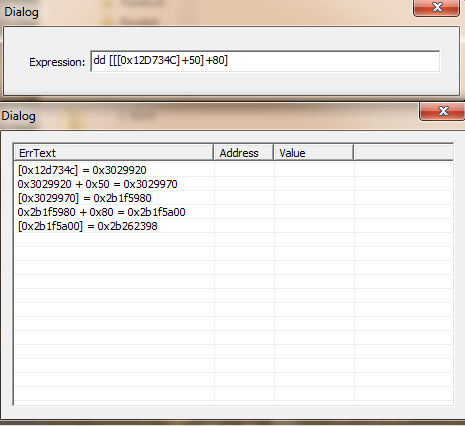 Dialog
Expression:
dd [[[0x12D734C]+50]+80]
Dialog
ErrText Address Value
[0x12d734c] = 0x3029920
0x3029920 + 0x50 = 0x3029970
[0x3029970] = 0x2b1f5980
0x2b1f5980 + 0x80 = 0x2b1f5a00
[0x2b1f5a00] = 0x2b262398